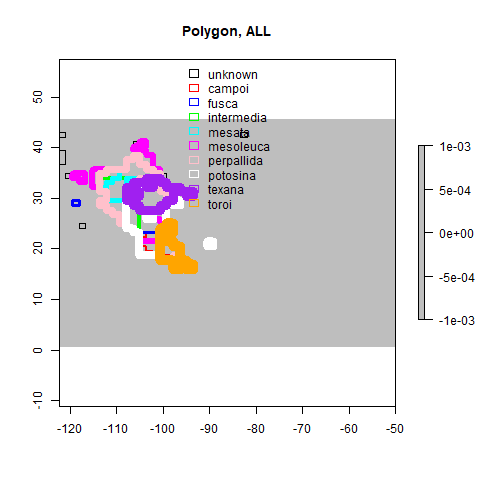 Polygon, ALL
unknown
campoi
fusca
intermedia
mesata
mesoleuca
perpallida
potosina
texana
toroi
50
40
30
20
10
0
-10
-120
-110
-100
-90
-80
-70
-60
-50
1e-03
5e-04
0e+00
-5e-04
-1e-03